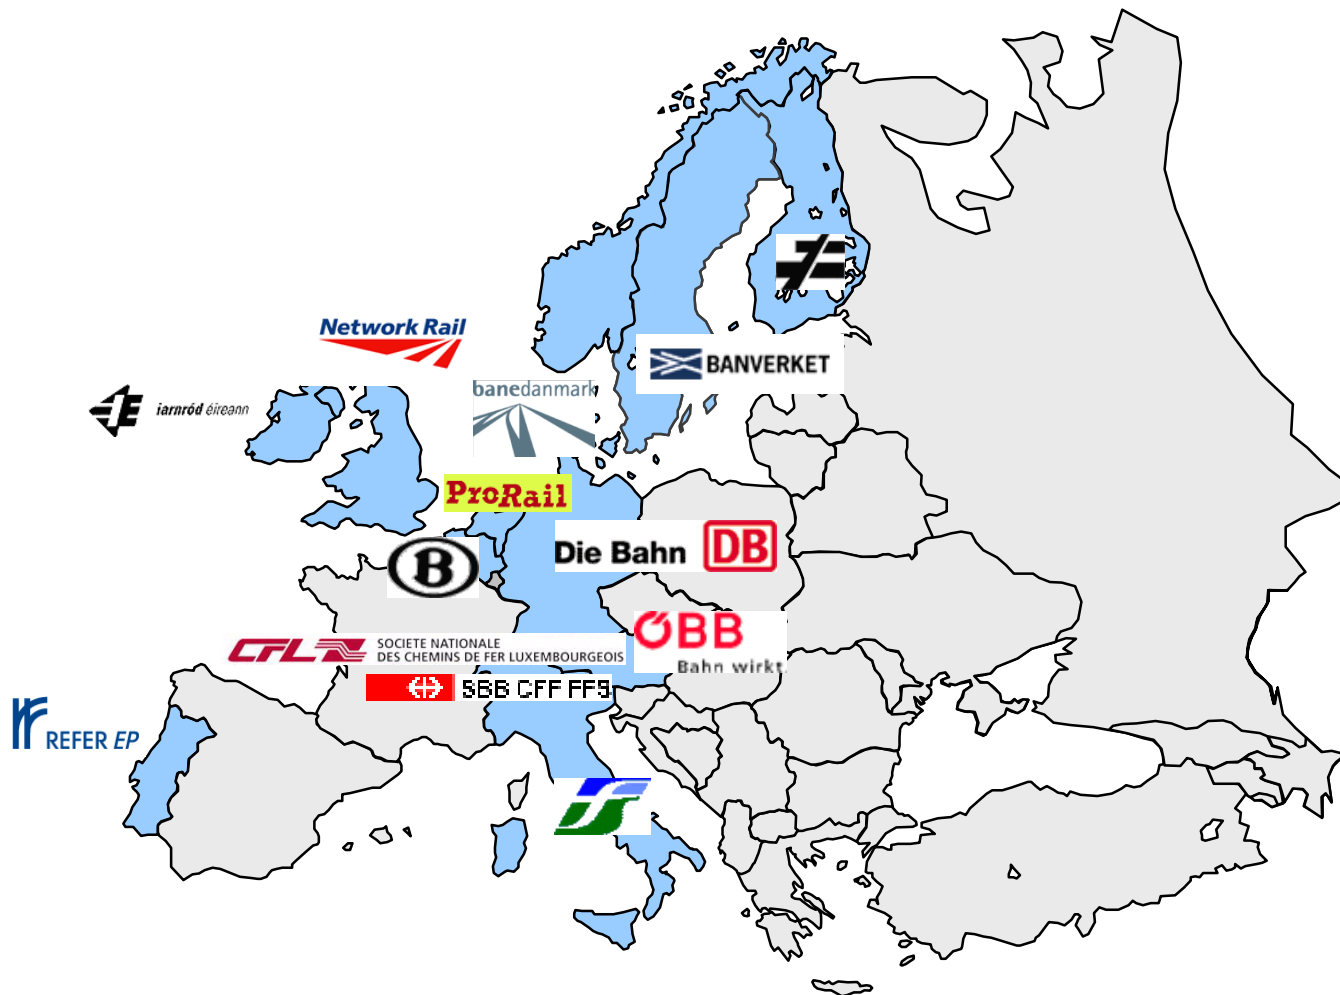 Network Rail
iarnród éireann
banedanmark
BANVERKET
ProRail
B
Die Bahn DB
ÖBB
Bahn wirkt.
CFL SOCIETE NATIONALE
DES CHEMINS DE FER LUXEMBOURGEOIS
SBB CFF FFS
REFER EP
FS